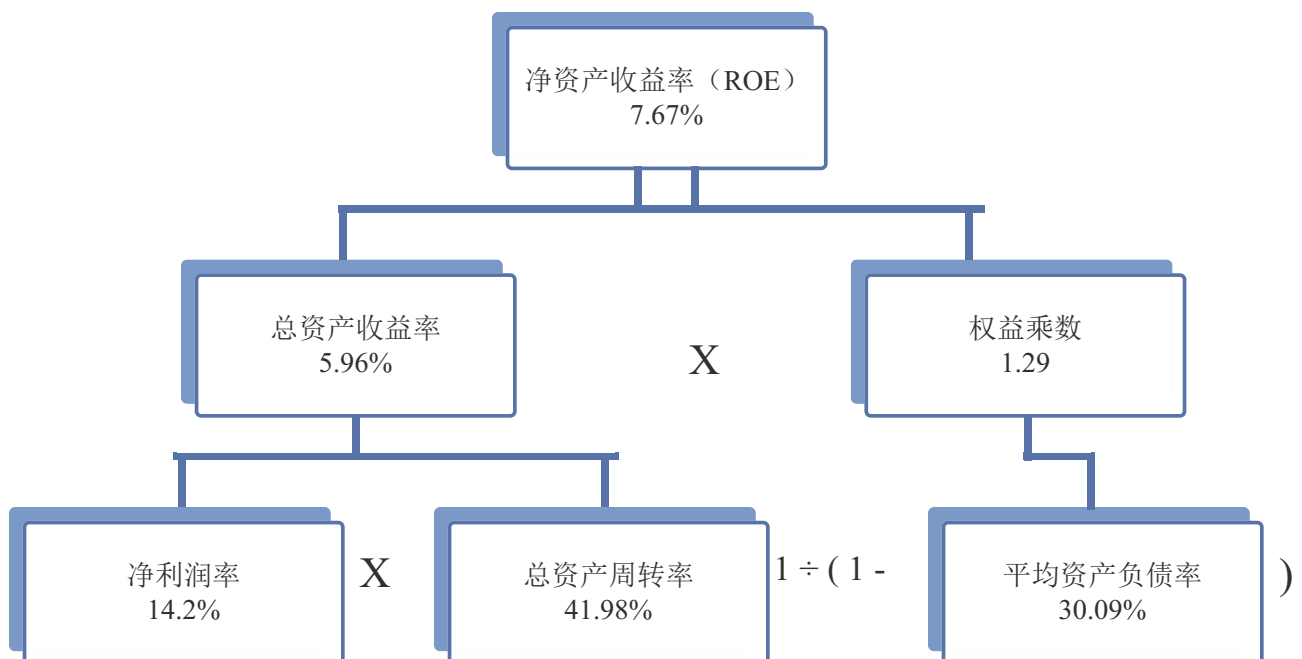 净资产收益率（ROE）
7.67%
总资产收益率
5.96%
X
权益乘数
1.29
净利润率
14.2%
X
总资产周转率
41.98%
1 ÷ ( 1 -
平均资产负债率
30.09%
)